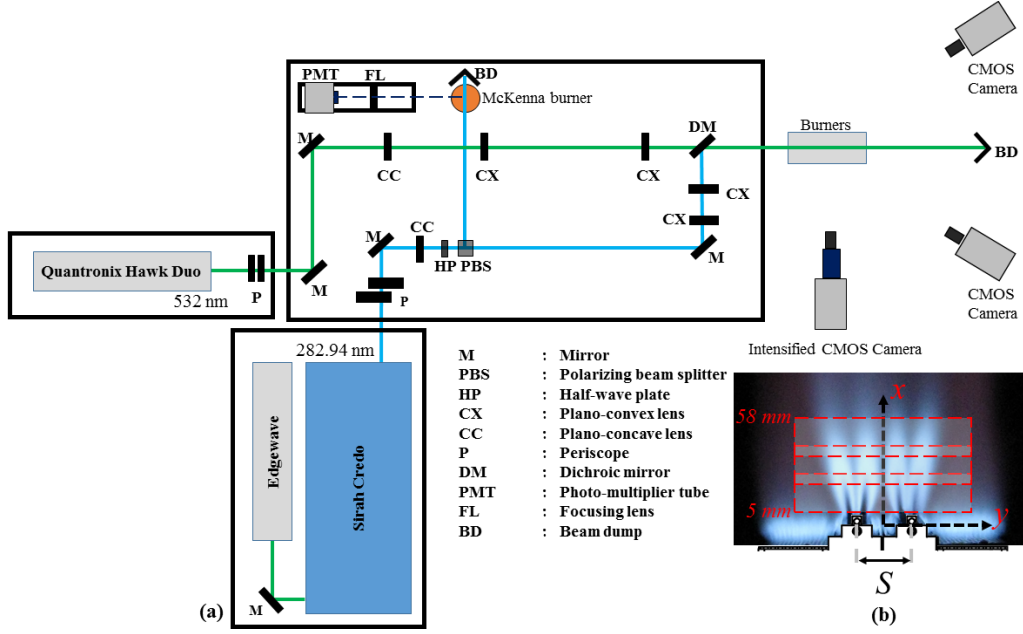 PMT
FL
BD
McKenna burner
CMOS
Camera
M
CC
CX
CX
DM
Burners
BD
CX
CX
M
CC
HP
PBS
M
P
Quantronix Hawk Duo
532 nm
P
M
CMOS
Camera
Intensified CMOS Camera
282.94 nm
Edgewave
Sirah Credo
M
(a)
M : Mirror
PBS : Polarizing beam splitter
HP : Half-wave plate
CX : Plano-convex lens
CC : Plano-concave lens
P : Periscope
DM : Dichroic mirror
PMT : Photo-multiplier tube
FL : Focusing lens
BD : Beam dump
x
58 mm
5 mm
y
S
(b)